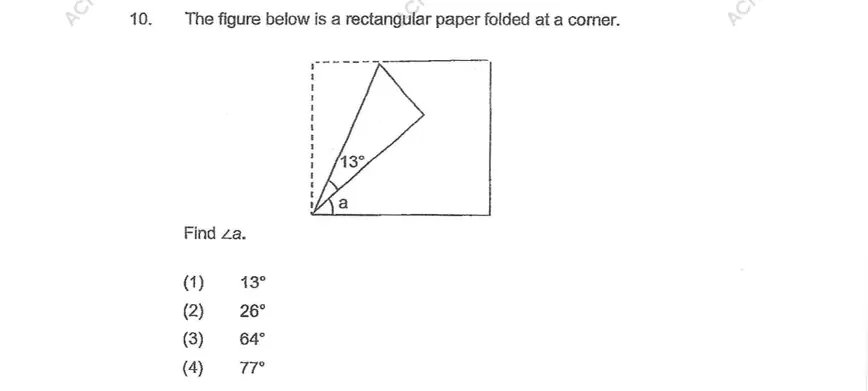 10. The figure below is a rectangular paper folded at a corner.
13°
a
Find ∠a.
(1) 13°
(2) 26°
(3) 64°
(4) 77°